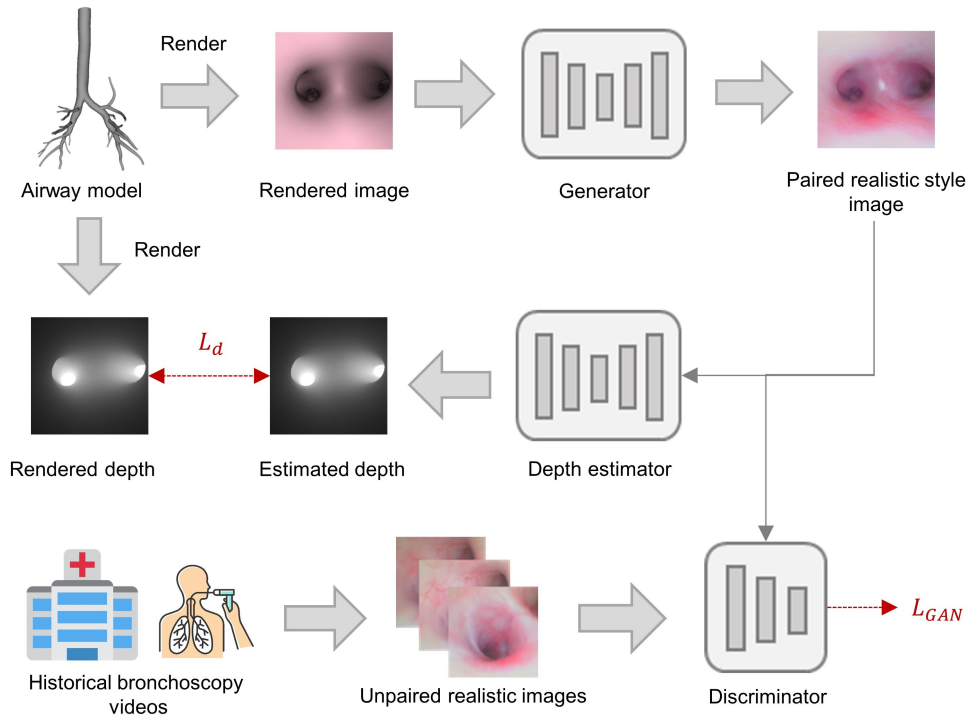 Render
Airway model
Rendered image
Generator
Paired realistic style
image
Render
L_d
Rendered depth
Estimated depth
Depth estimator
Historical bronchoscopy
videos
Unpaired realistic images
Discriminator
L_GAN